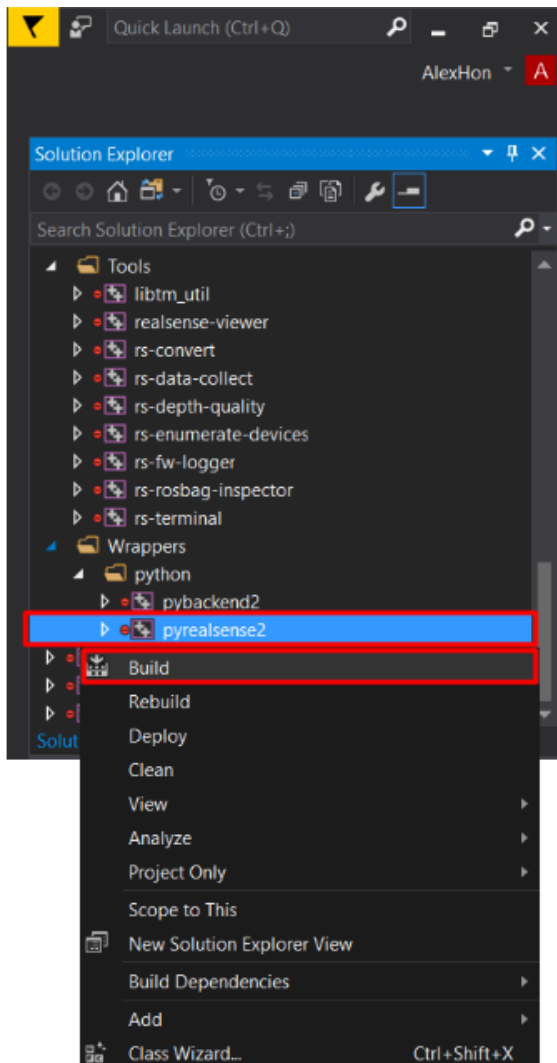 Quick Launch (Ctrl+Q)
AlexHon A
Solution Explorer
Search Solution Explorer (Ctrl+;)
Tools
libtm_util
realsense-viewer
rs-convert
rs-data-collect
rs-depth-quality
rs-enumerate-devices
rs-fw-logger
rs-rosbag-inspector
rs-terminal
Wrappers
python
pybackend2
pyrealsense2
Build
Rebuild
Deploy
Solut
Clean
View
Analyze
Project Only
Scope to This
New Solution Explorer View
Build Dependencies
Add
Class Wizard... Ctrl+Shift+X